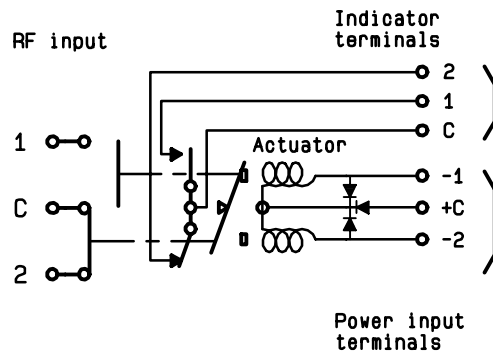 Indicator
terminals
RF input
2
1
C
Actuator
1
-1
C
+C
-2
2
Power input
terminals